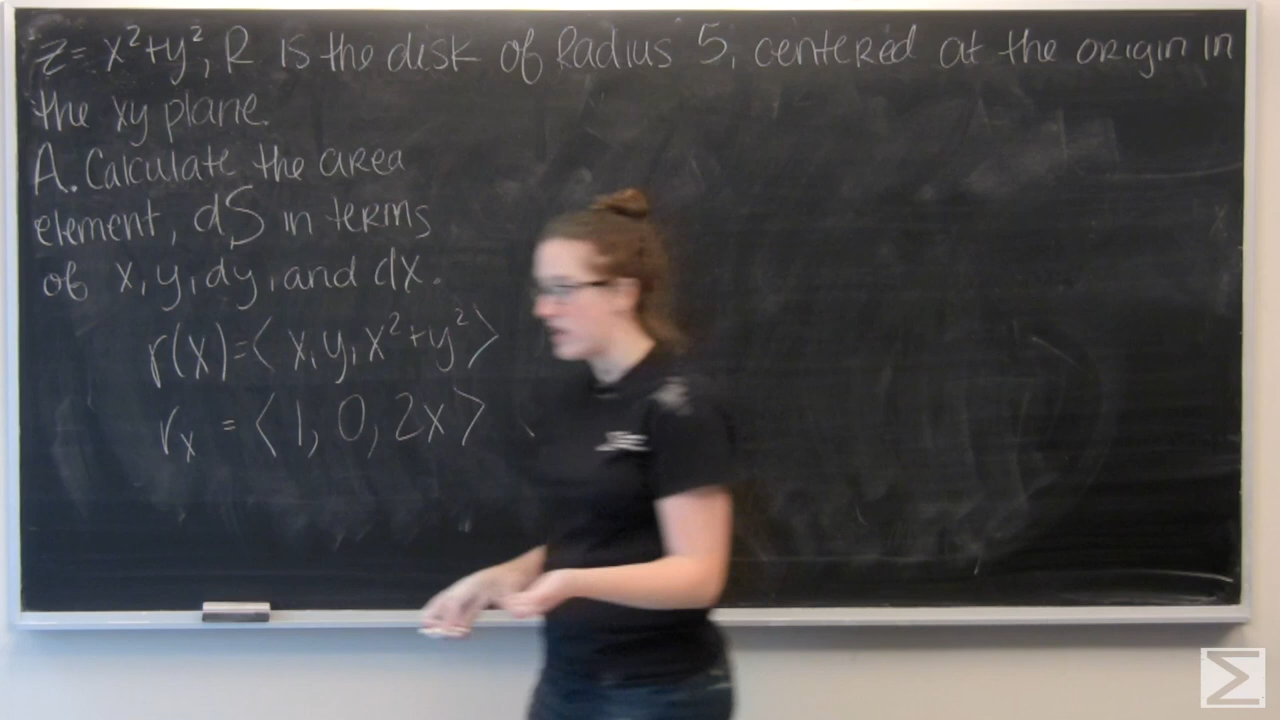 z = x²+y², R is the disk of Radius 5, centered at the origin in
the xy plane.
A. Calculate the area
element, dS in terms
of x, y, dy, and dx.
r(x)=⟨x, y, x²+y²⟩
r_x = ⟨1, 0, 2x⟩
Σ